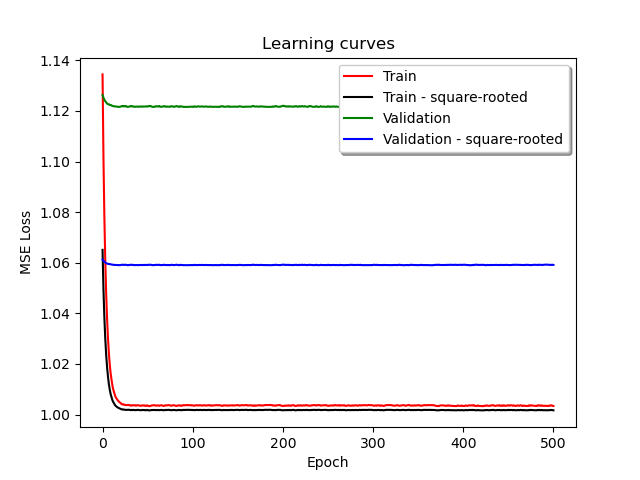 Learning curves
Train
Train - square-rooted
Validation
Validation - square-rooted
1.14
1.12
1.10
1.08
1.06
1.04
1.02
1.00
MSE Loss
0 100 200 300 400 500
Epoch